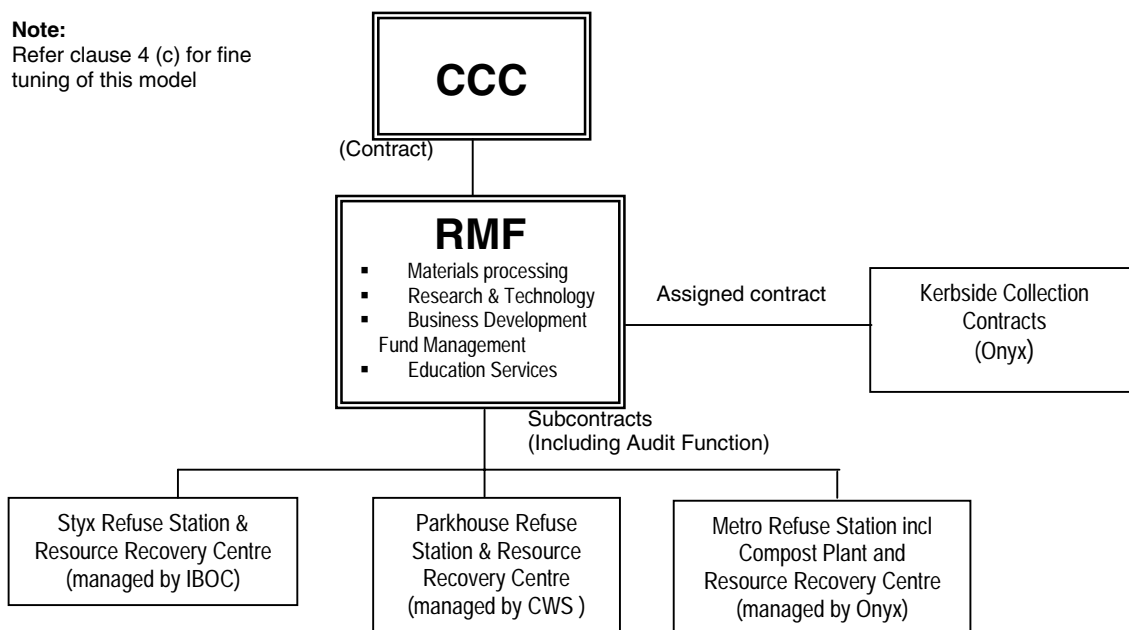 Note:
Refer clause 4 (c) for fine
tuning of this model
CCC
(Contract)
RMF
▪ Materials processing
▪ Research & Technology
▪ Business Development
Fund Management
▪ Education Services
Assigned contract
Kerbside Collection
Contracts
(Onyx)
Subcontracts
(Including Audit Function)
Styx Refuse Station &
Resource Recovery Centre
(managed by IBOC)
Parkhouse Refuse
Station & Resource
Recovery Centre
(managed by CWS )
Metro Refuse Station incl
Compost Plant and
Resource Recovery Centre
(managed by Onyx)